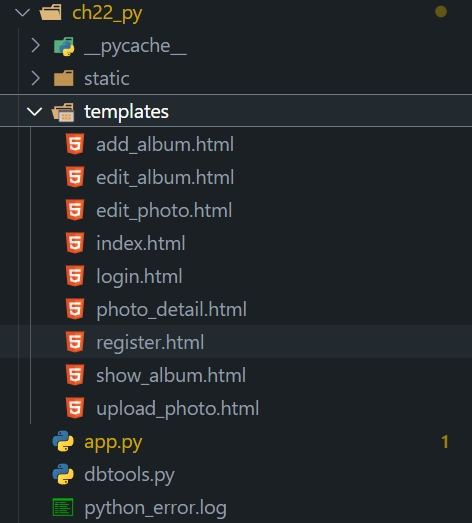 ch22_py
__pycache__
static
templates
add_album.html
edit_album.html
edit_photo.html
index.html
login.html
photo_detail.html
register.html
show_album.html
upload_photo.html
app.py 1
dbtools.py
python_error.log